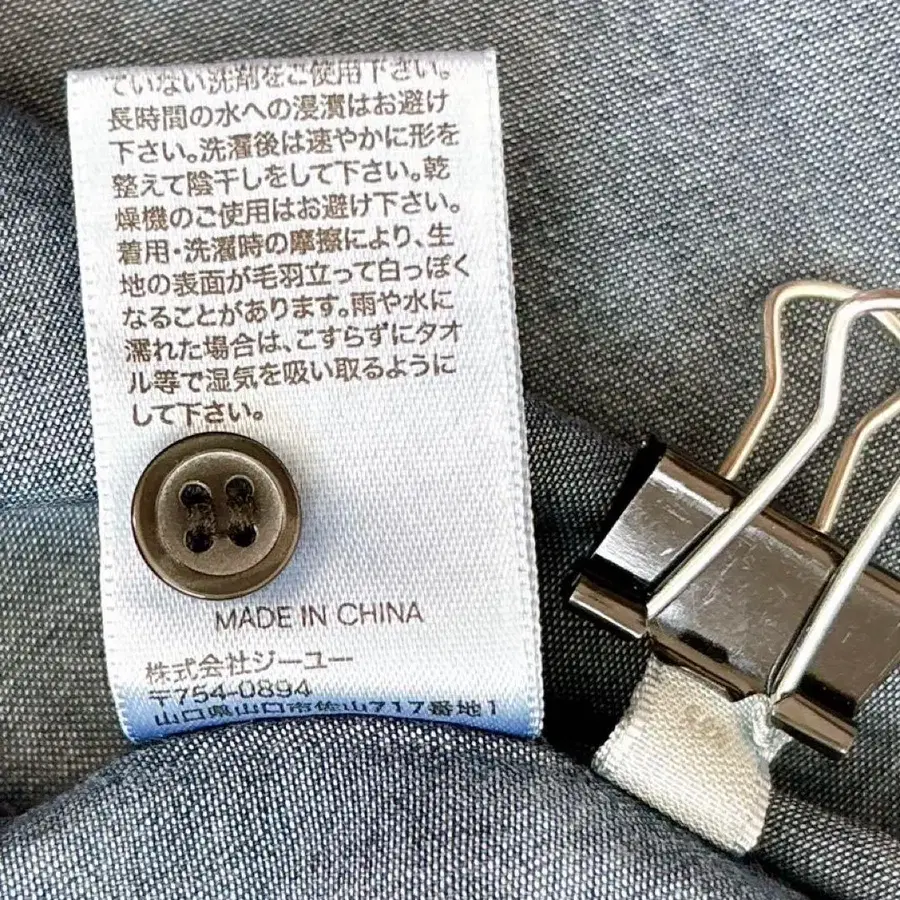 ていない洗剤をご使用下さい。
長時間の水への浸漬はお避け
下さい。洗濯後は速やかに形を
整えて陰干しをして下さい。乾
燥機のご使用はお避け下さい。
着用・洗濯時の摩擦により、生
地の表面が毛羽立って白っぽく
なることがあります。雨や水に
濡れた場合は、こすらずにタオ
ル等で湿気を吸い取るように
して下さい。
MADE IN CHINA
株式会社ジーユー
〒754-0894
山口県山口市佐山717番地1